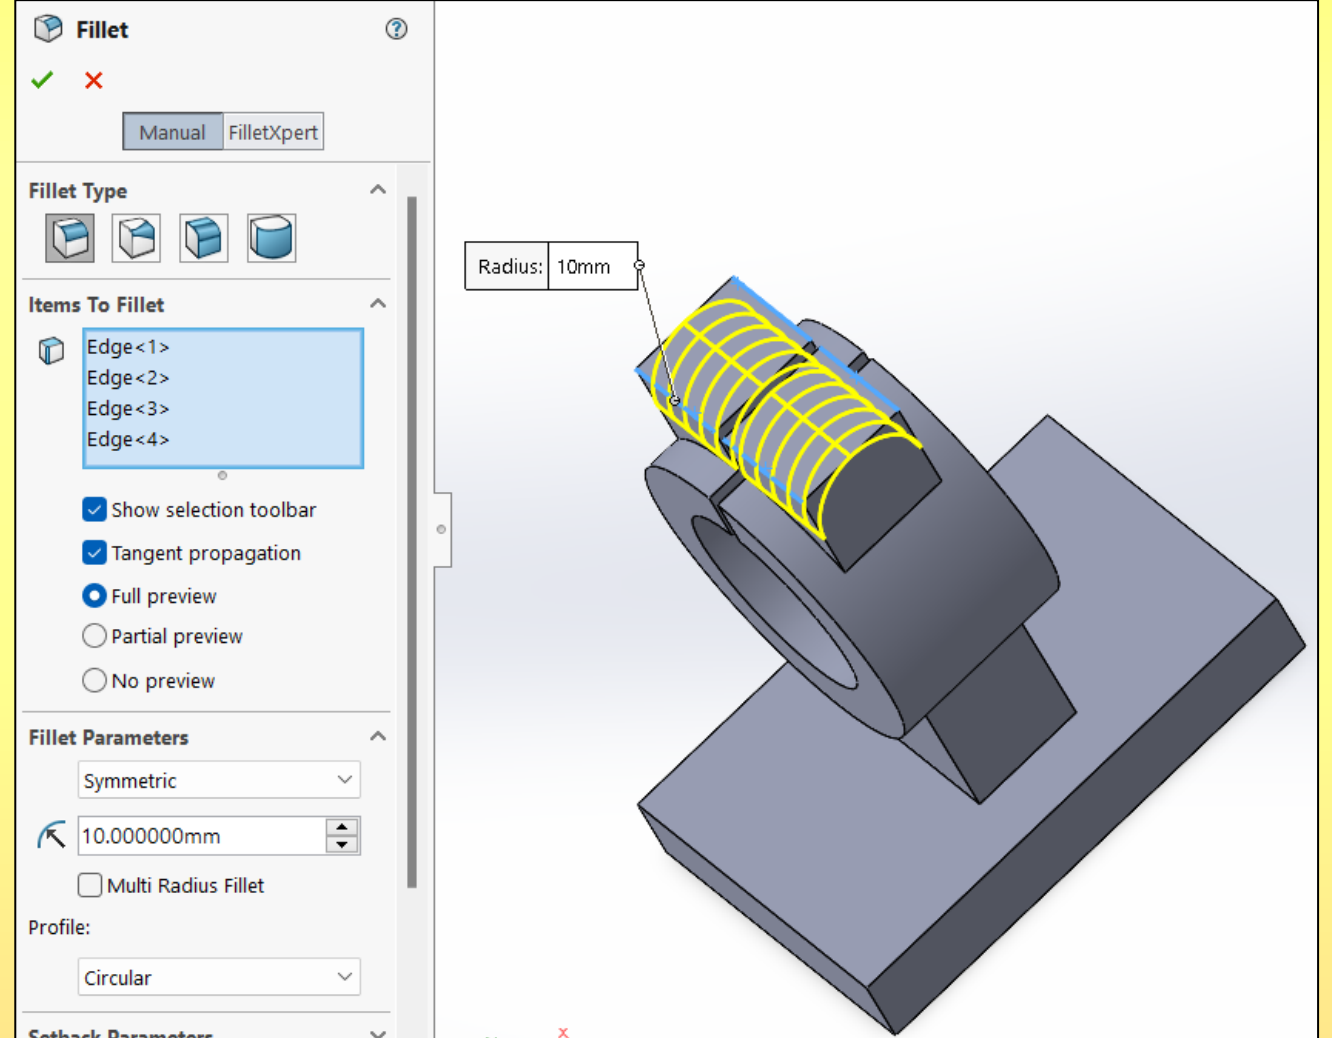 Fillet
Manual FilletXpert
Fillet Type
Radius: 10mm
Items To Fillet
Edge<1>
Edge<2>
Edge<3>
Edge<4>
Show selection toolbar
Tangent propagation
Full preview
Partial preview
No preview
Fillet Parameters
Symmetric
10.000000mm
Multi Radius Fillet
Profile:
Circular
Setback Parameters
x